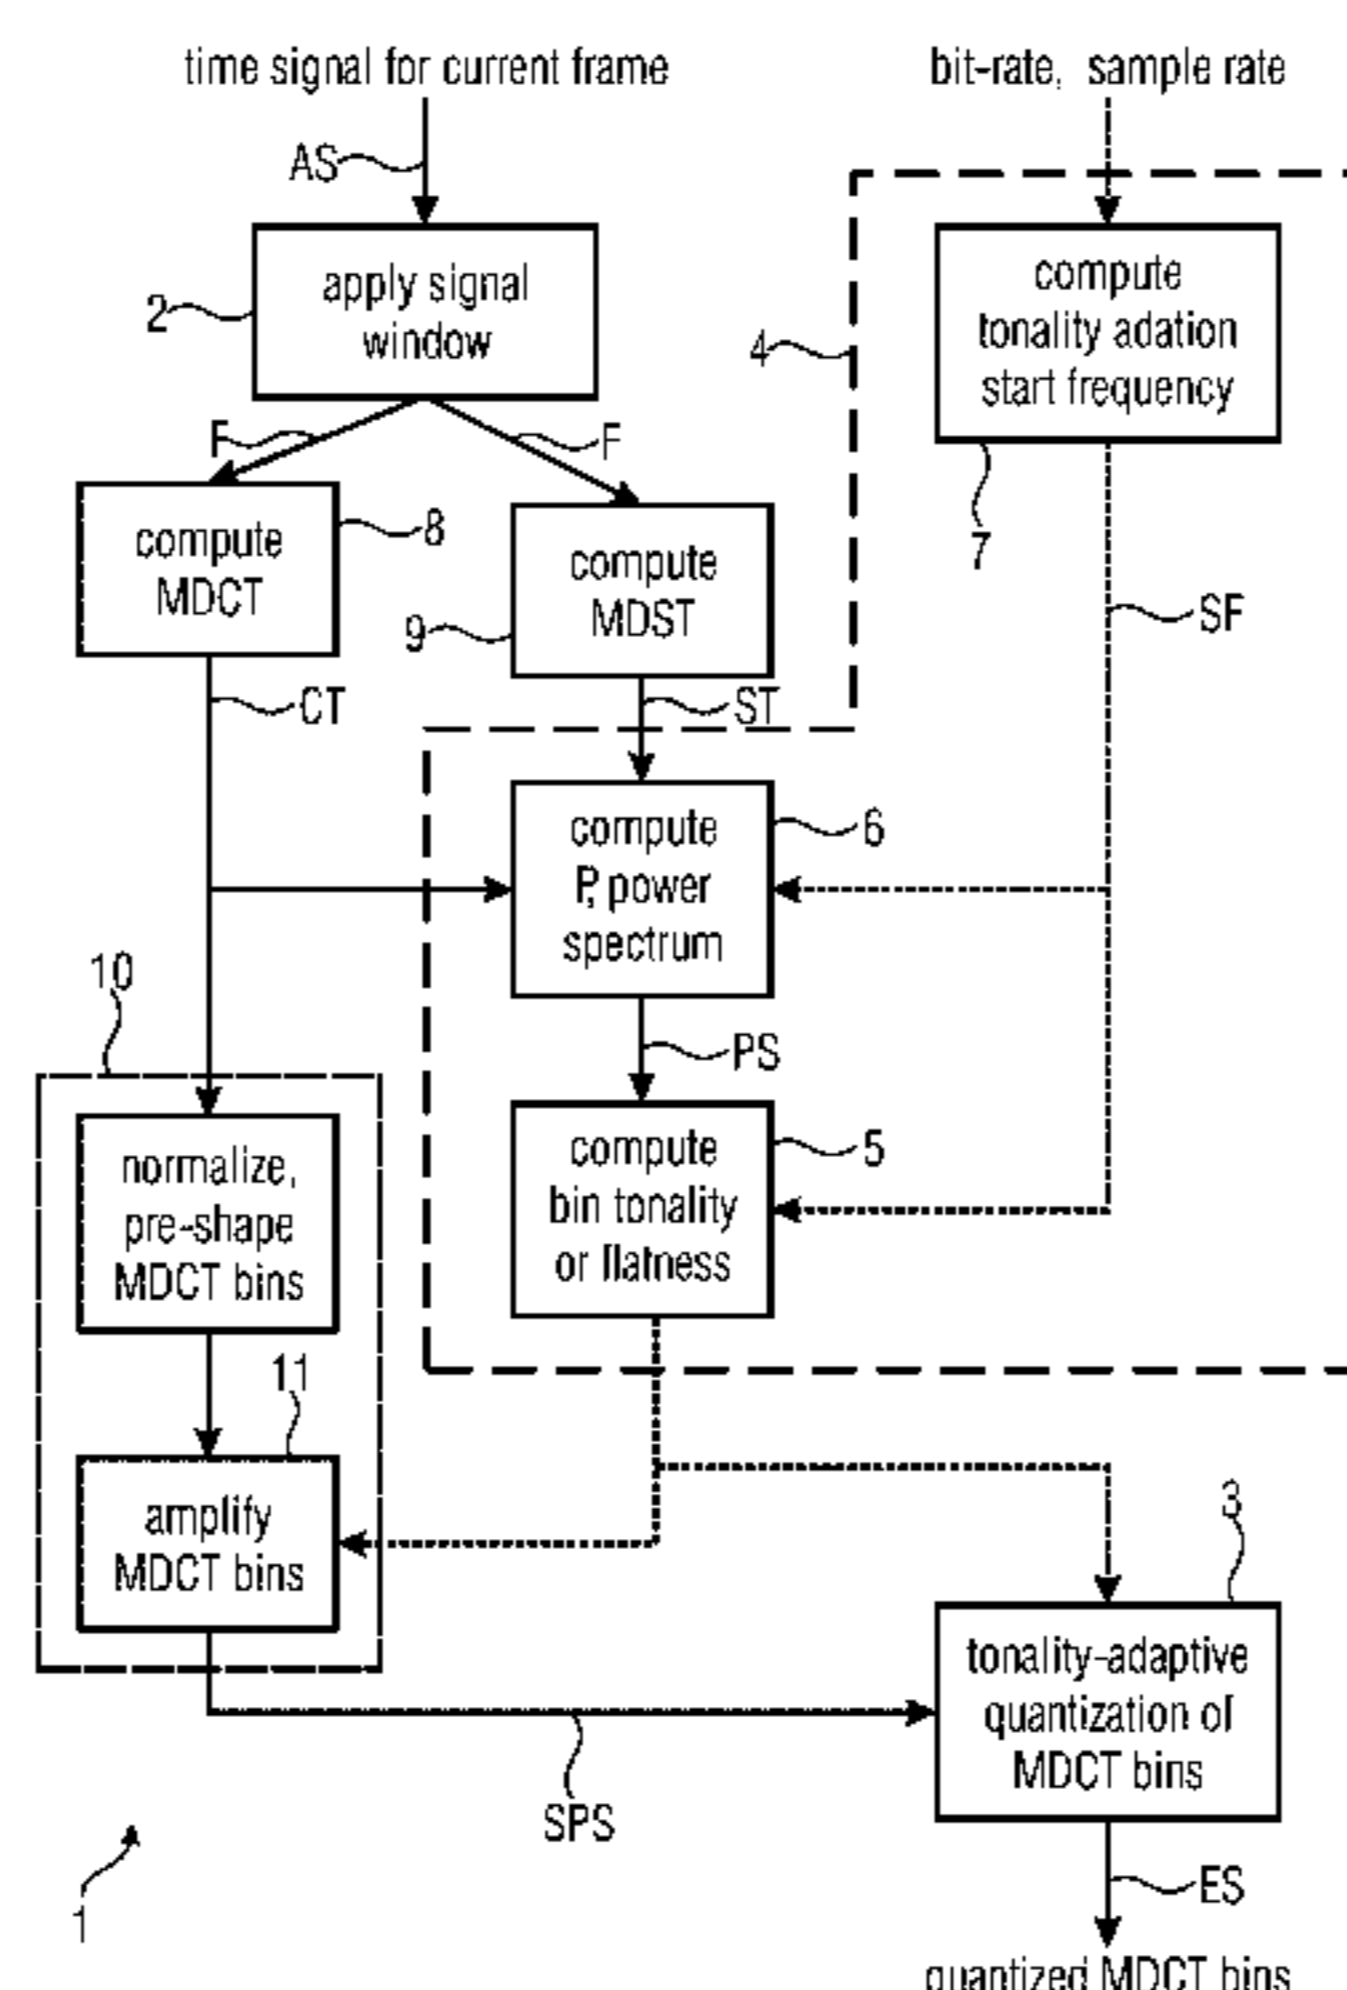 time signal for current frame
bit-rate, sample rate
AS
apply signal
window
2
4
compute
tonality adation
start frequency
7
F
F
compute
MDCT
8
compute
MDST
9
SF
CT
ST
compute
P, power
spectrum
6
10
PS
normalize,
pre-shape
MDCT bins
compute
bin tonality
or flatness
5
11
amplify
MDCT bins
3
tonality-adaptive
quantization of
MDCT bins
SPS
1
ES
quantized MDCT bins